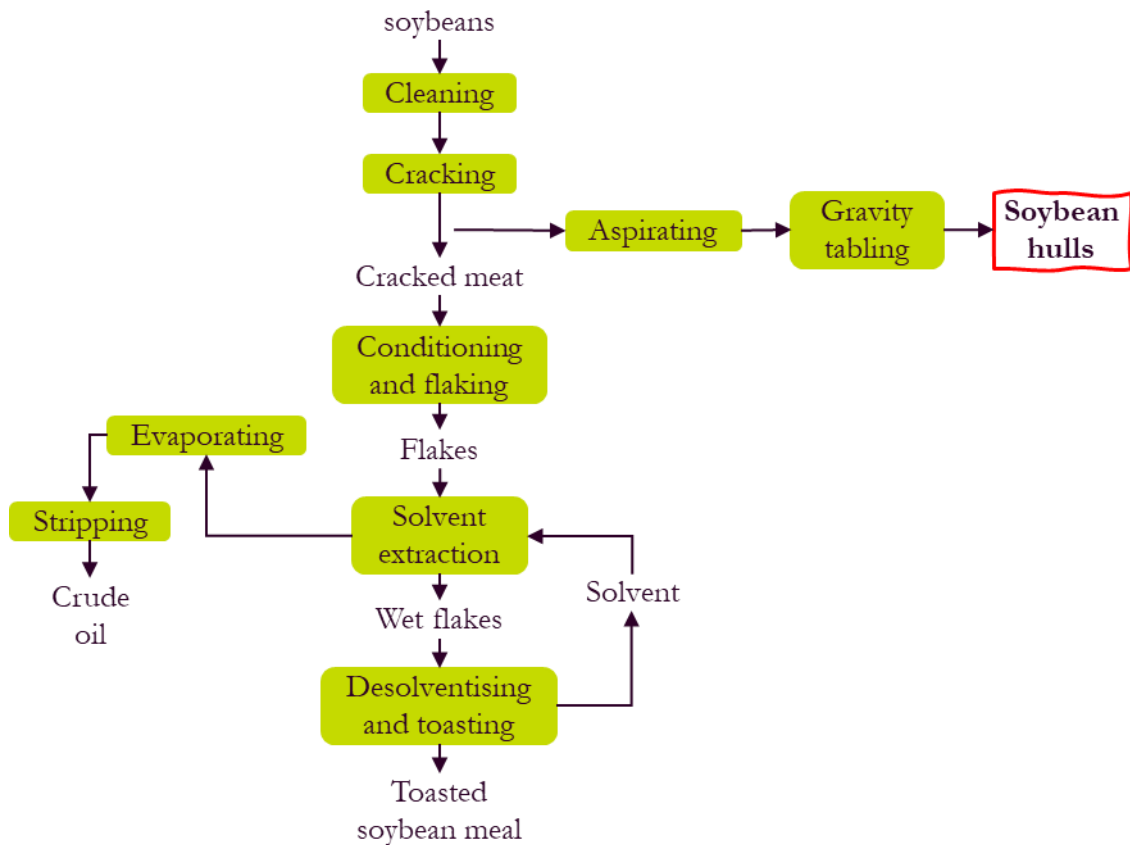 soybeans
Cleaning
Cracking
Aspirating
Gravity
tabling
Soybean
hulls
Cracked meat
Conditioning
and flaking
Flakes
Evaporating
Stripping
Crude
oil
Solvent
extraction
Wet flakes
Solvent
Desolventising
and toasting
Toasted
soybean meal